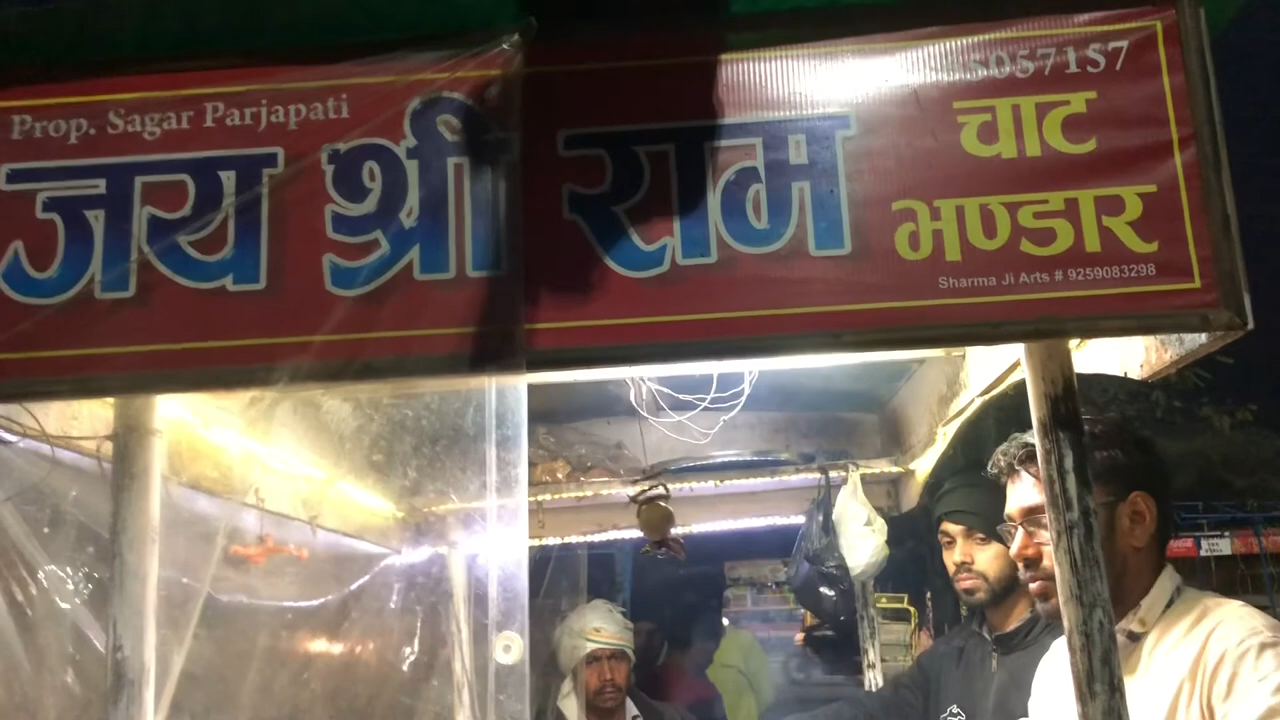 Prop. Sagar Parjapati
जय श्री राम
चाट
भण्डार
Sharma Ji Arts # 9259083298